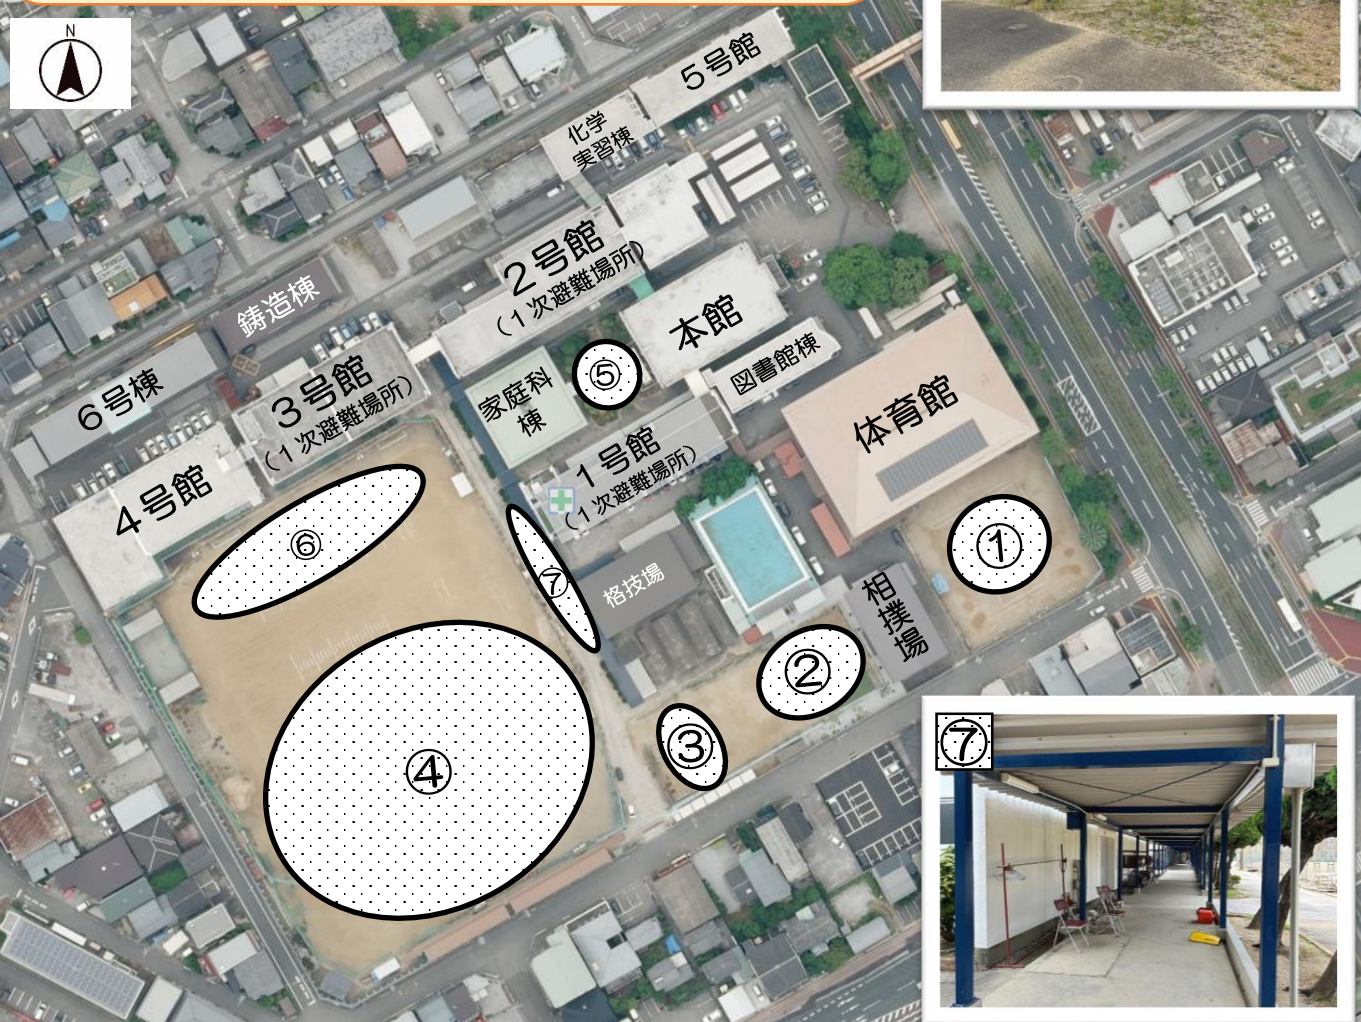 N
5号館
化学
実習棟
2号館
(1次避難場所)
鋳造棟
本館
図書館棟
3号館
(1次避難場所)
6号棟
⑤
家庭科
棟
体育館
1号館
(1次避難場所)
4号館
⑥
⑦
①
格技場
相撲場
②
③
④
⑦